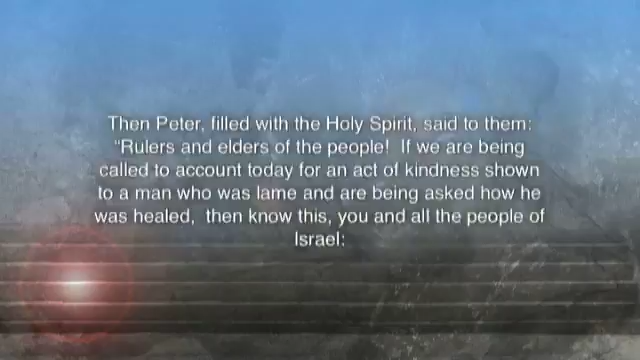 Then Peter, filled with the Holy Spirit, said to them:
“Rulers and elders of the people!  If we are being
called to account today for an act of kindness shown
to a man who was lame and are being asked how he
was healed,  then know this, you and all the people of
Israel: